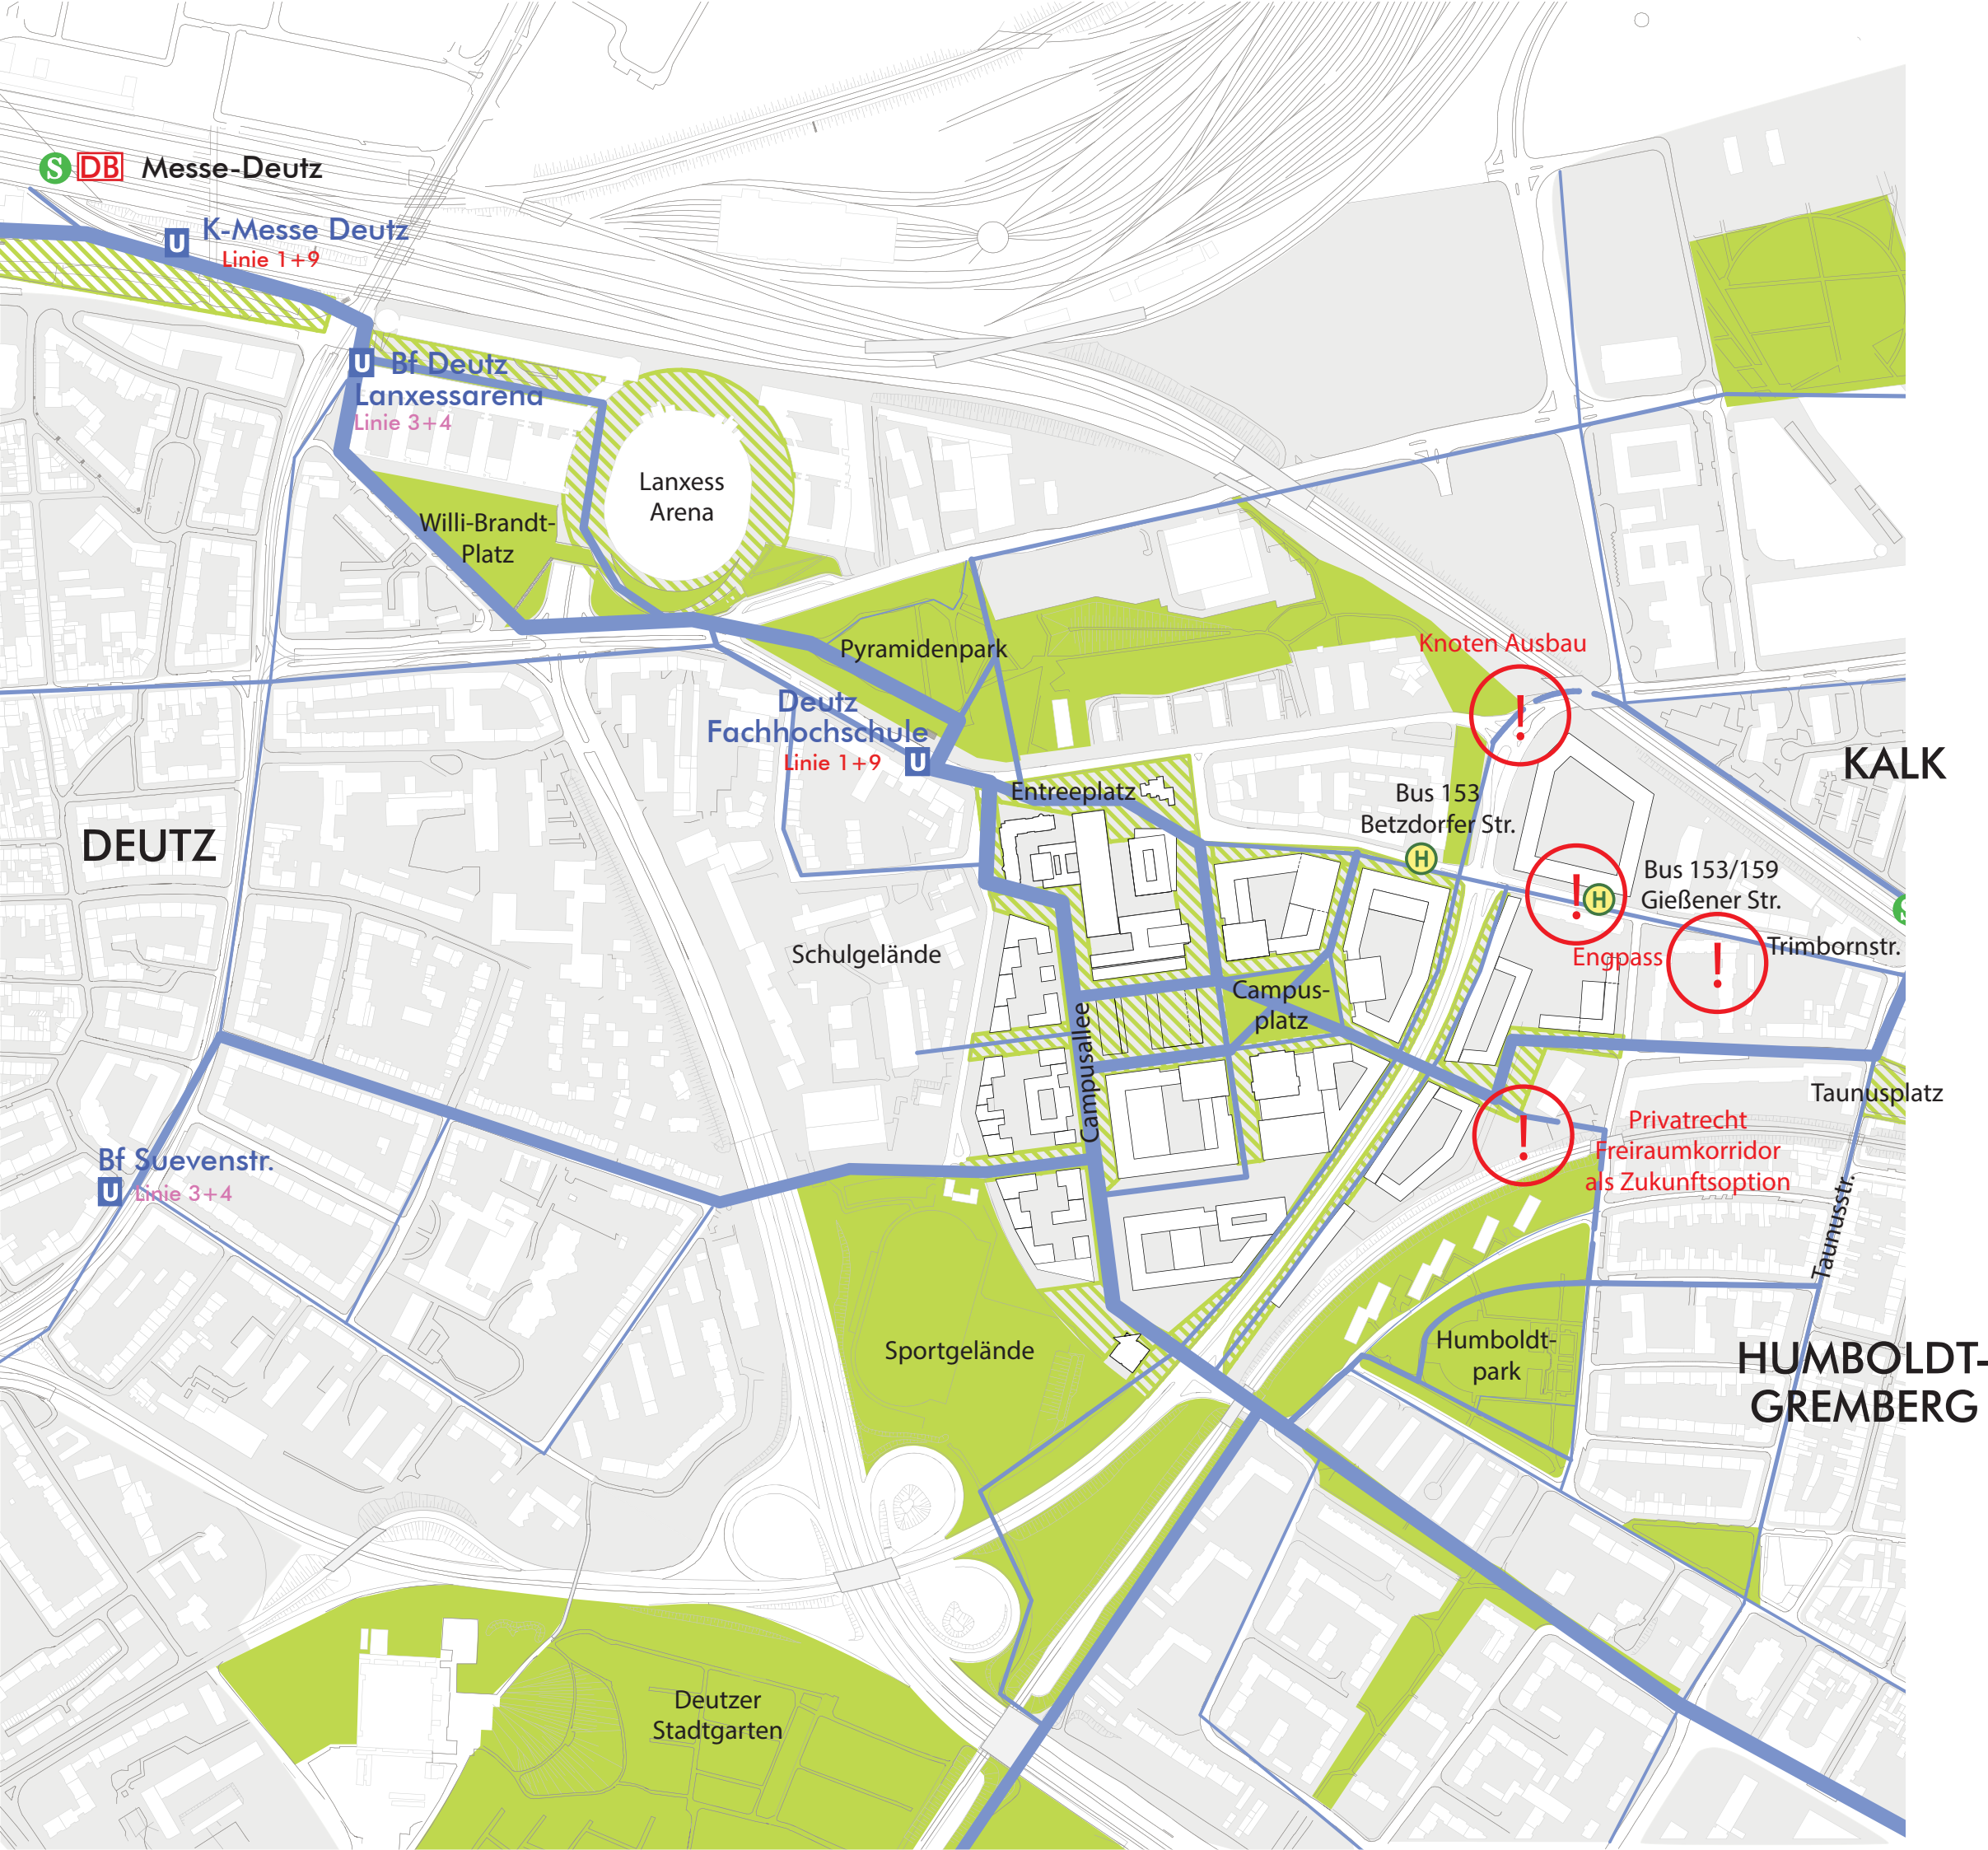 S DB Messe-Deutz
U K-Messe Deutz
Linie 1+9
U Bf Deutz
Lanxessarena
Linie 3+4
Lanxess
Arena
Willi-Brandt-
Platz
Pyramidenpark
Knoten Ausbau
!
Deutz
Fachhochschule
Linie 1+9 U
KALK
Entreeplatz
Bus 153
Betzdorfer Str.
H
DEUTZ
! H
Bus 153/159
Gießener Str.
S
Schulgelände
Engpass
!
Trimbornstr.
Campus-
platz
Campusallee
Taunusplatz
!
Privatrecht
Freiraumkorridor
als Zukunftsoption
Bf Suevenstr.
U Linie 3+4
Taunusstr.
Sportgelände
Humboldt-
park
HUMBOLDT-
GREMBERG
Deutzer
Stadtgarten